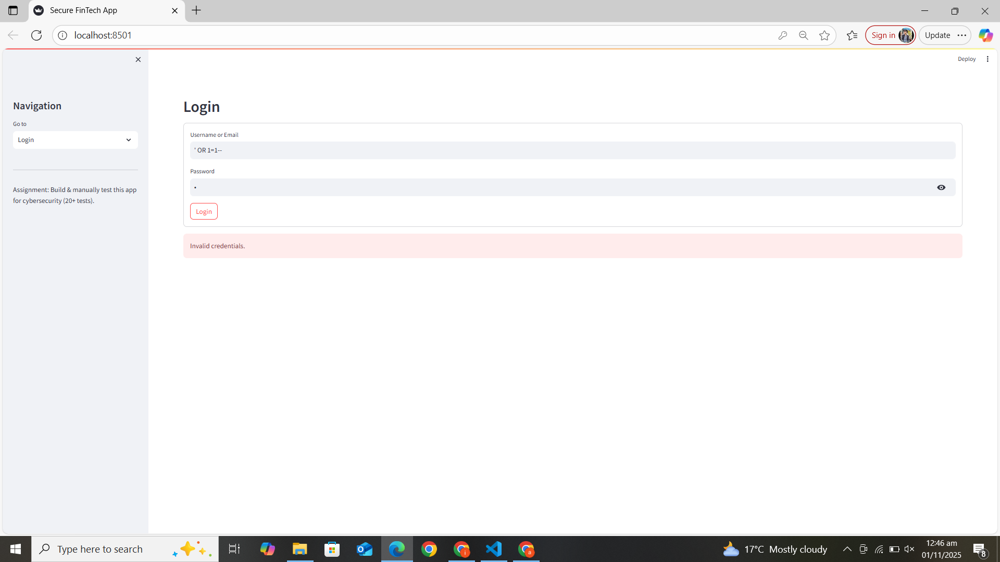 Secure FinTech App
localhost:8501
Sign in
Update
Deploy
Navigation
Go to
Login
Assignment: Build & manually test this app
for cybersecurity (20+ tests).
Login
Username or Email
' OR 1=1--
Password
•
Login
Invalid credentials.
Type here to search
17°C Mostly cloudy
12:46 am
01/11/2025
8